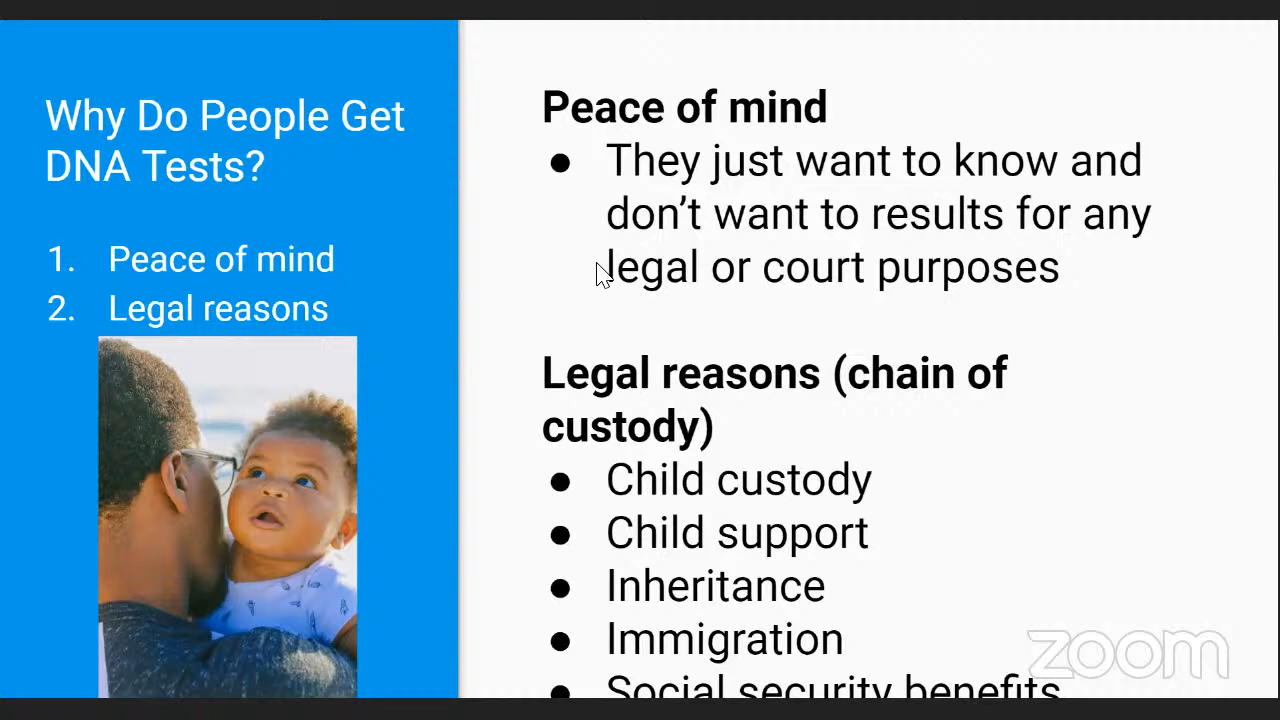 Why Do People Get
DNA Tests?
1. Peace of mind
2. Legal reasons
Peace of mind
● They just want to know and
don’t want to results for any
legal or court purposes
Legal reasons (chain of
custody)
● Child custody
● Child support
● Inheritance
● Immigration
● Social security benefits
zoom